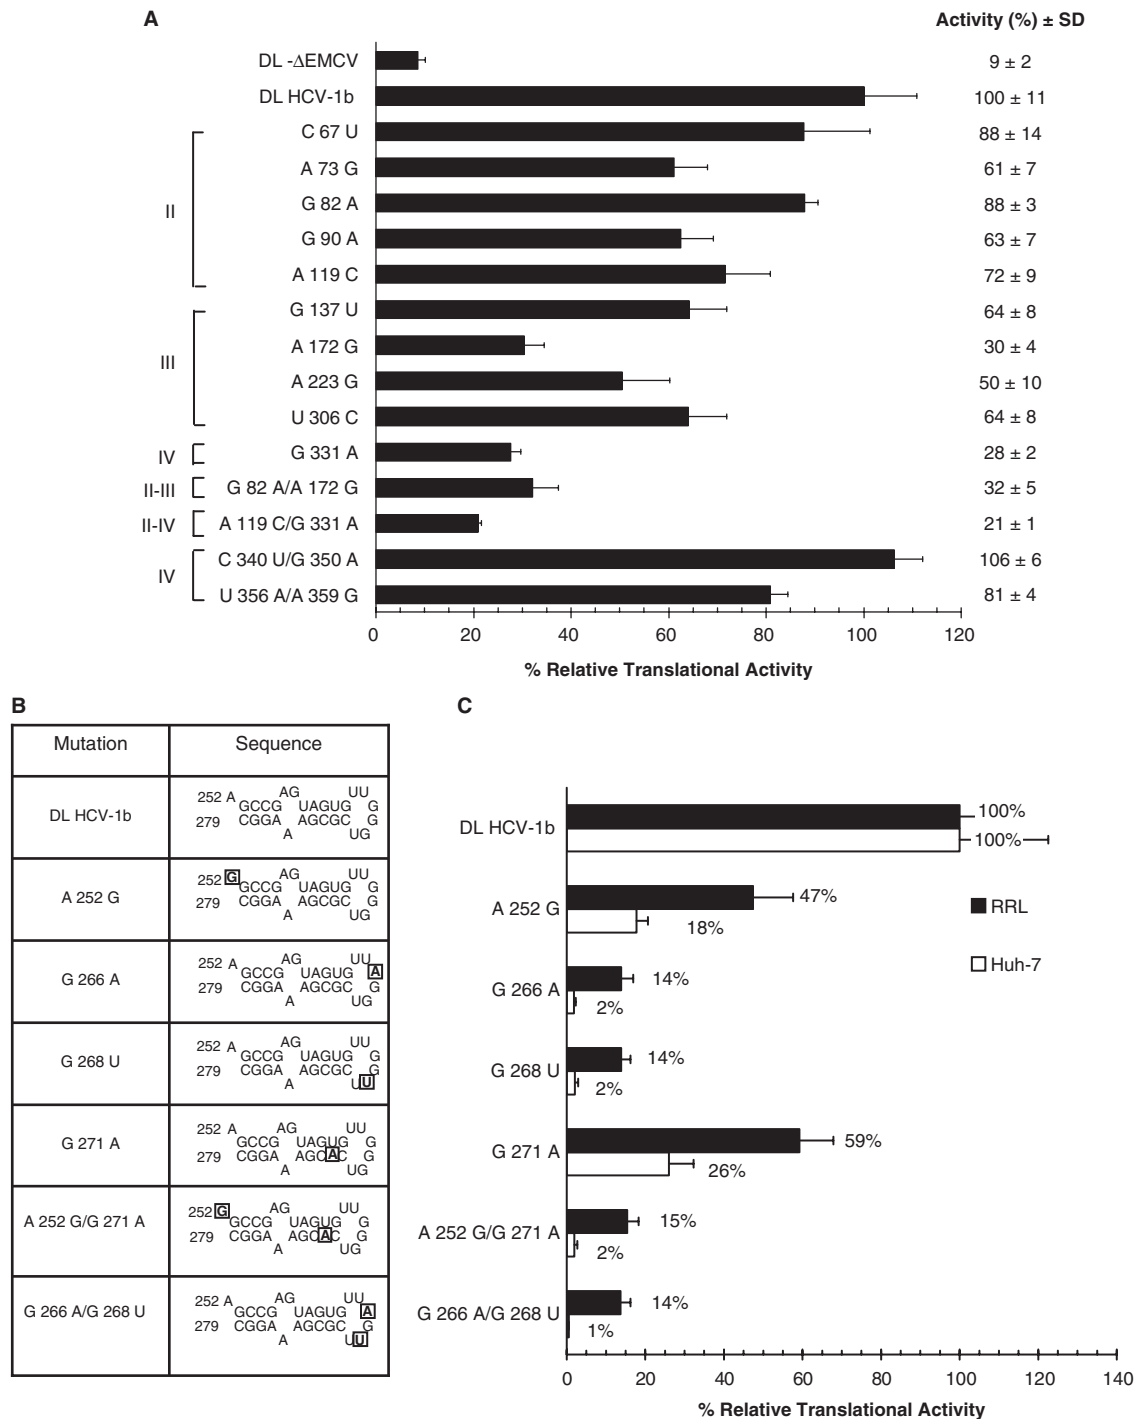 A
Activity (%) ± SD
DL -ΔEMCV 9 ± 2
DL HCV-1b 100 ± 11
C 67 U 88 ± 14
A 73 G 61 ± 7
II G 82 A 88 ± 3
G 90 A 63 ± 7
A 119 C 72 ± 9
G 137 U 64 ± 8
III A 172 G 30 ± 4
A 223 G 50 ± 10
U 306 C 64 ± 8
IV G 331 A 28 ± 2
II-III G 82 A/A 172 G 32 ± 5
II-IV A 119 C/G 331 A 21 ± 1
IV C 340 U/G 350 A 106 ± 6
U 356 A/A 359 G 81 ± 4
0 20 40 60 80 100 120
% Relative Translational Activity
B
Mutation Sequence
DL HCV-1b
252 A AG UU
GCCG UAGUG G
279 CGGA AGCGC G
A UG
A 252 G
252 G AG UU
GCCG UAGUG G
279 CGGA AGCGC G
A UG
G 266 A
252 A AG UU
GCCG UAGUG A
279 CGGA AGCGC G
A UG
G 268 U
252 A AG UU
GCCG UAGUG G
279 CGGA AGCGC G
A UU
G 271 A
252 A AG UU
GCCG UAGUG G
279 CGGA AGCAC G
A UG
A 252 G/G 271 A
252 G AG UU
GCCG UAGUG G
279 CGGA AGCAC G
A UG
G 266 A/G 268 U
252 A AG UU
GCCG UAGUG A
279 CGGA AGCGC G
A UU
C
DL HCV-1b 100%
100%
A 252 G 47%
18%
G 266 A 14%
2%
G 268 U 14%
2%
G 271 A 59%
26%
A 252 G/G 271 A 15%
2%
G 266 A/G 268 U 14%
1%
RRL
Huh-7
0 20 40 60 80 100 120 140
% Relative Translational Activity